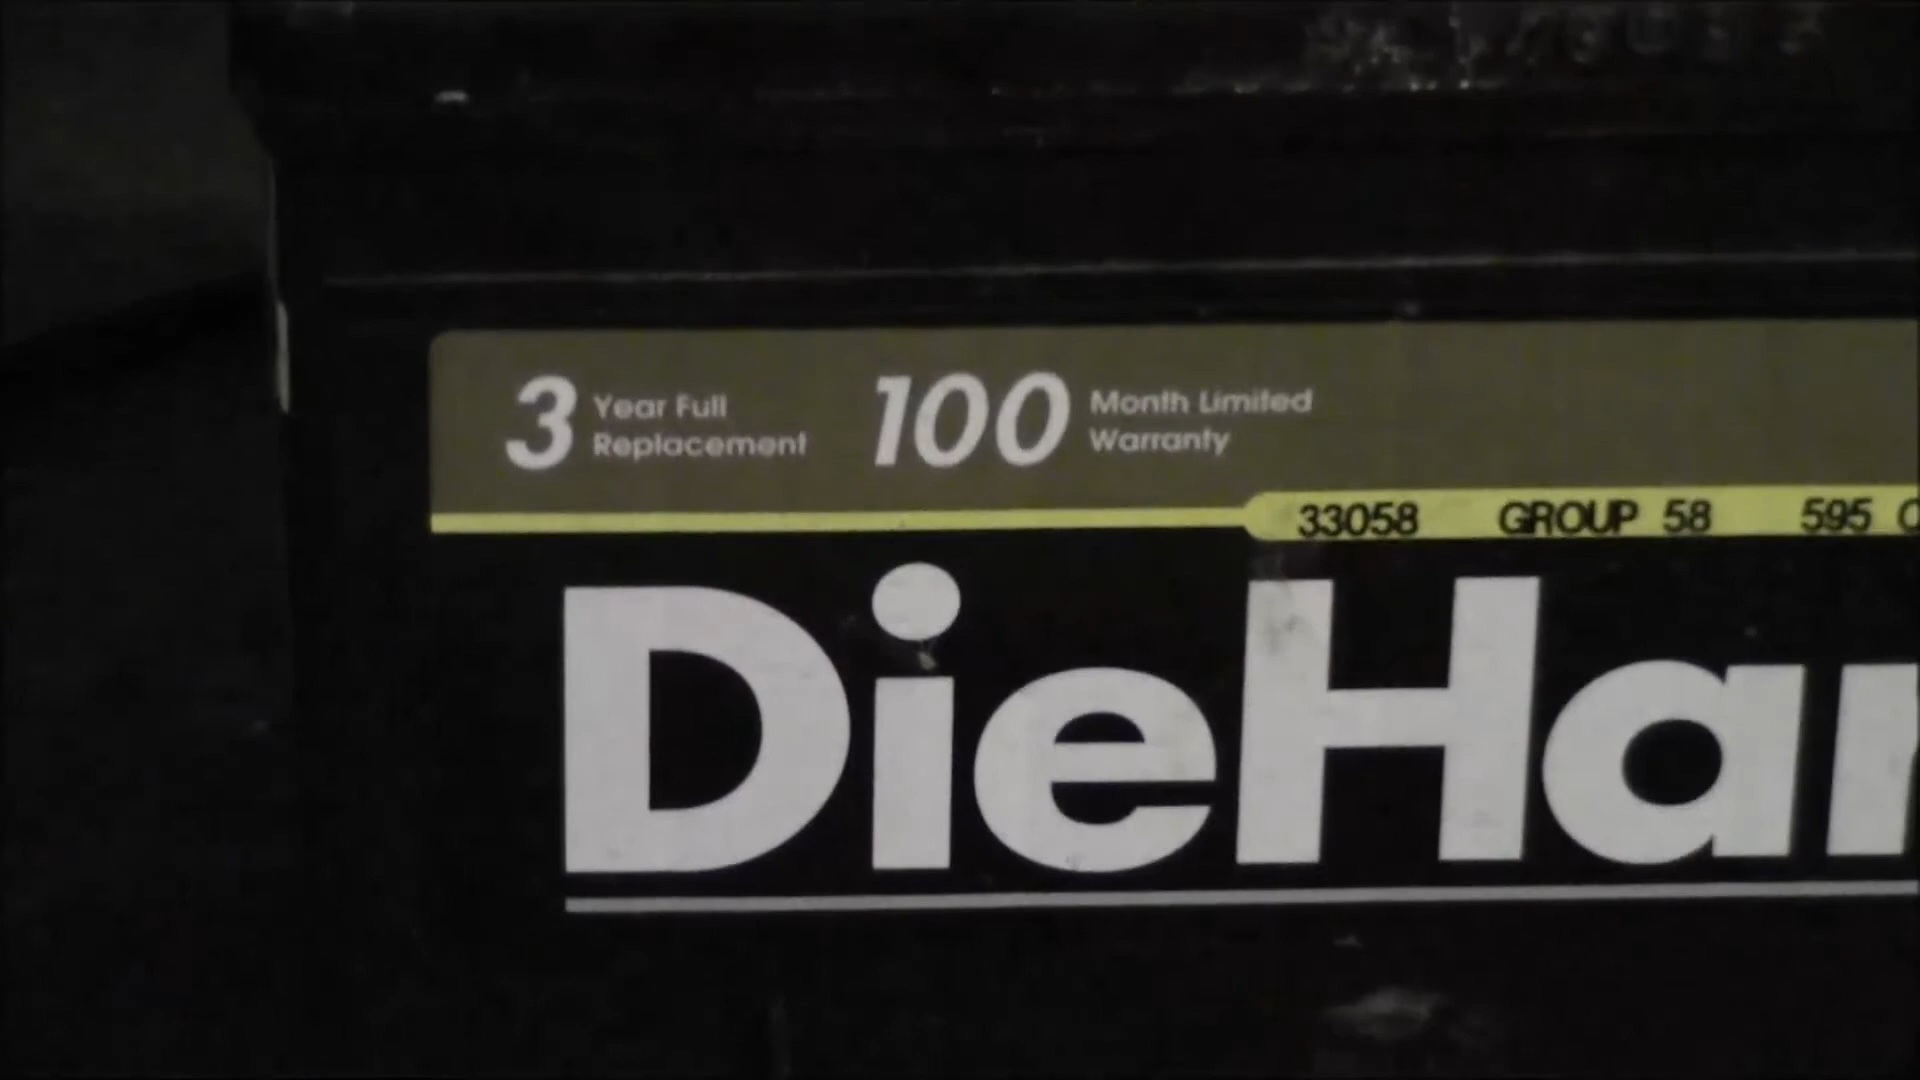 3 Year Full Replacement
100 Month Limited Warranty
33058 GROUP 58 595
DieHar